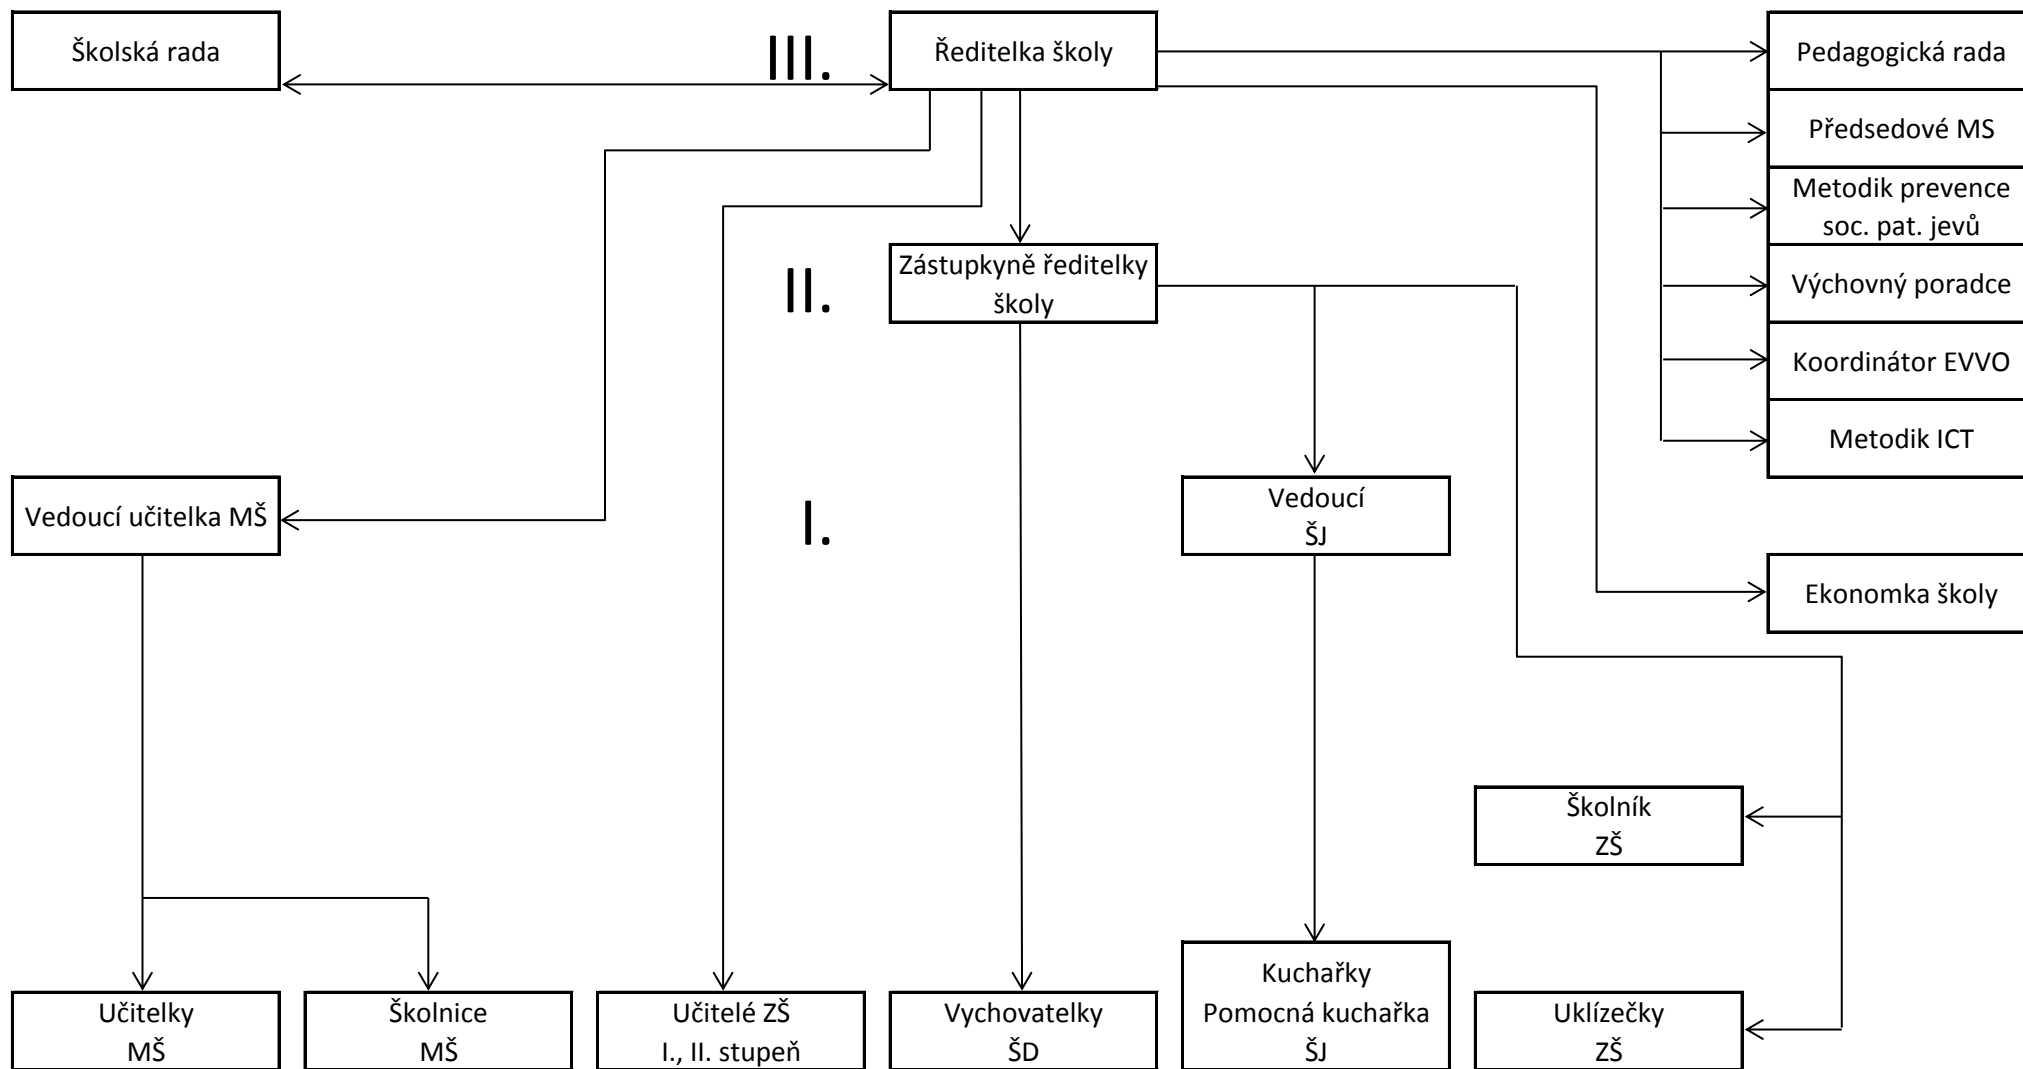 Školská rada
III.
Ředitelka školy
Pedagogická rada
Předsedové MS
Metodik prevence
soc. pat. jevů
Zástupkyně ředitelky
školy
II.
Výchovný poradce
Koordinátor EVVO
Metodik ICT
Vedoucí učitelka MŠ
I.
Vedoucí
ŠJ
Ekonomka školy
Školník
ZŠ
Učitelky
MŠ
Školnice
MŠ
Učitelé ZŠ
I., II. stupeň
Vychovatelky
ŠD
Kuchařky
Pomocná kuchařka
ŠJ
Uklízečky
ZŠ